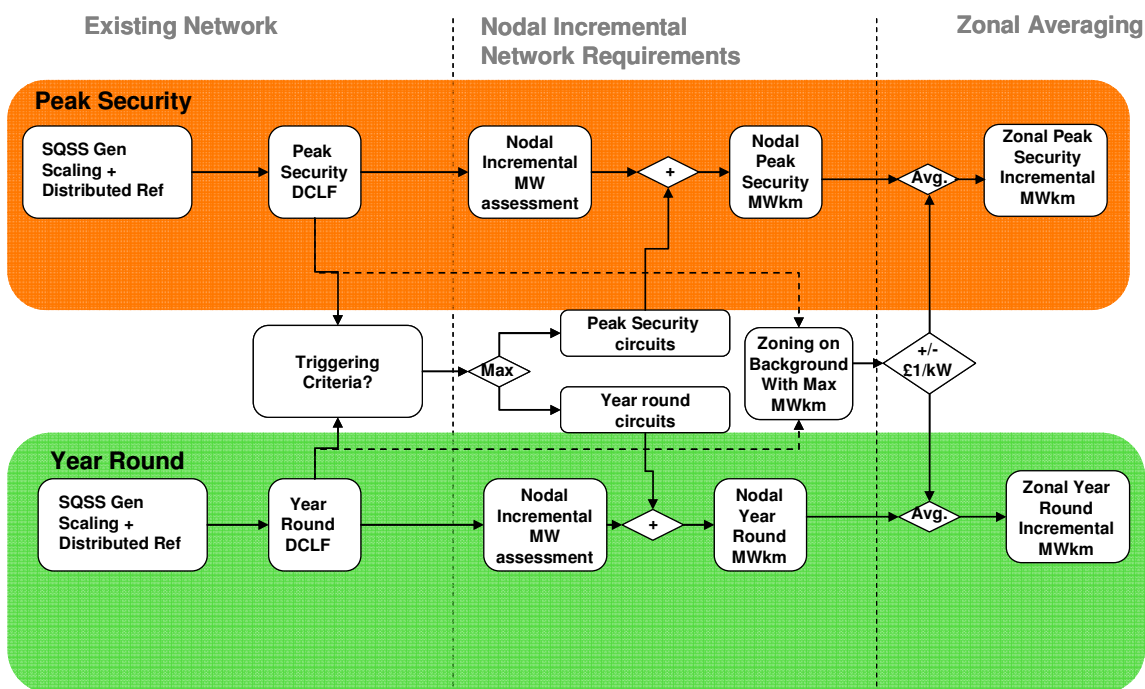 Existing Network
Nodal Incremental
Network Requirements
Zonal Averaging
Peak Security
SQSS Gen
Scaling +
Distributed Ref
Peak
Security
DCLF
Nodal
Incremental
MW
assessment
+
Nodal
Peak
Security
MWkm
Avg.
Zonal Peak
Security
Incremental
MWkm
Triggering
Criteria?
Max
Peak Security
circuits
Year round
circuits
Zoning on
Background
With Max
MWkm
+/-
£1/kW
Year Round
SQSS Gen
Scaling +
Distributed Ref
Year
Round
DCLF
Nodal
Incremental
MW
assessment
+
Nodal
Year
Round
MWkm
Avg.
Zonal Year
Round
Incremental
MWkm